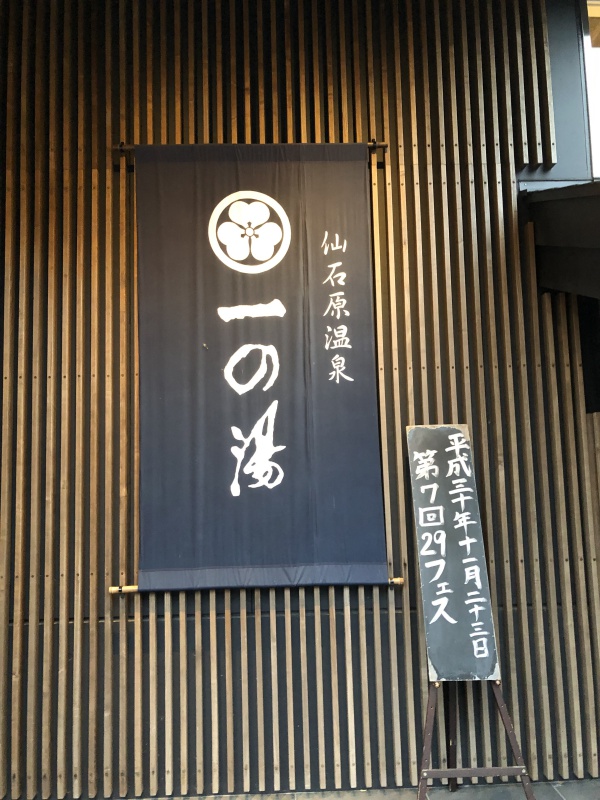 仙石原温泉
一の湯
平成三十年十一月二十三日
第7回29フェス